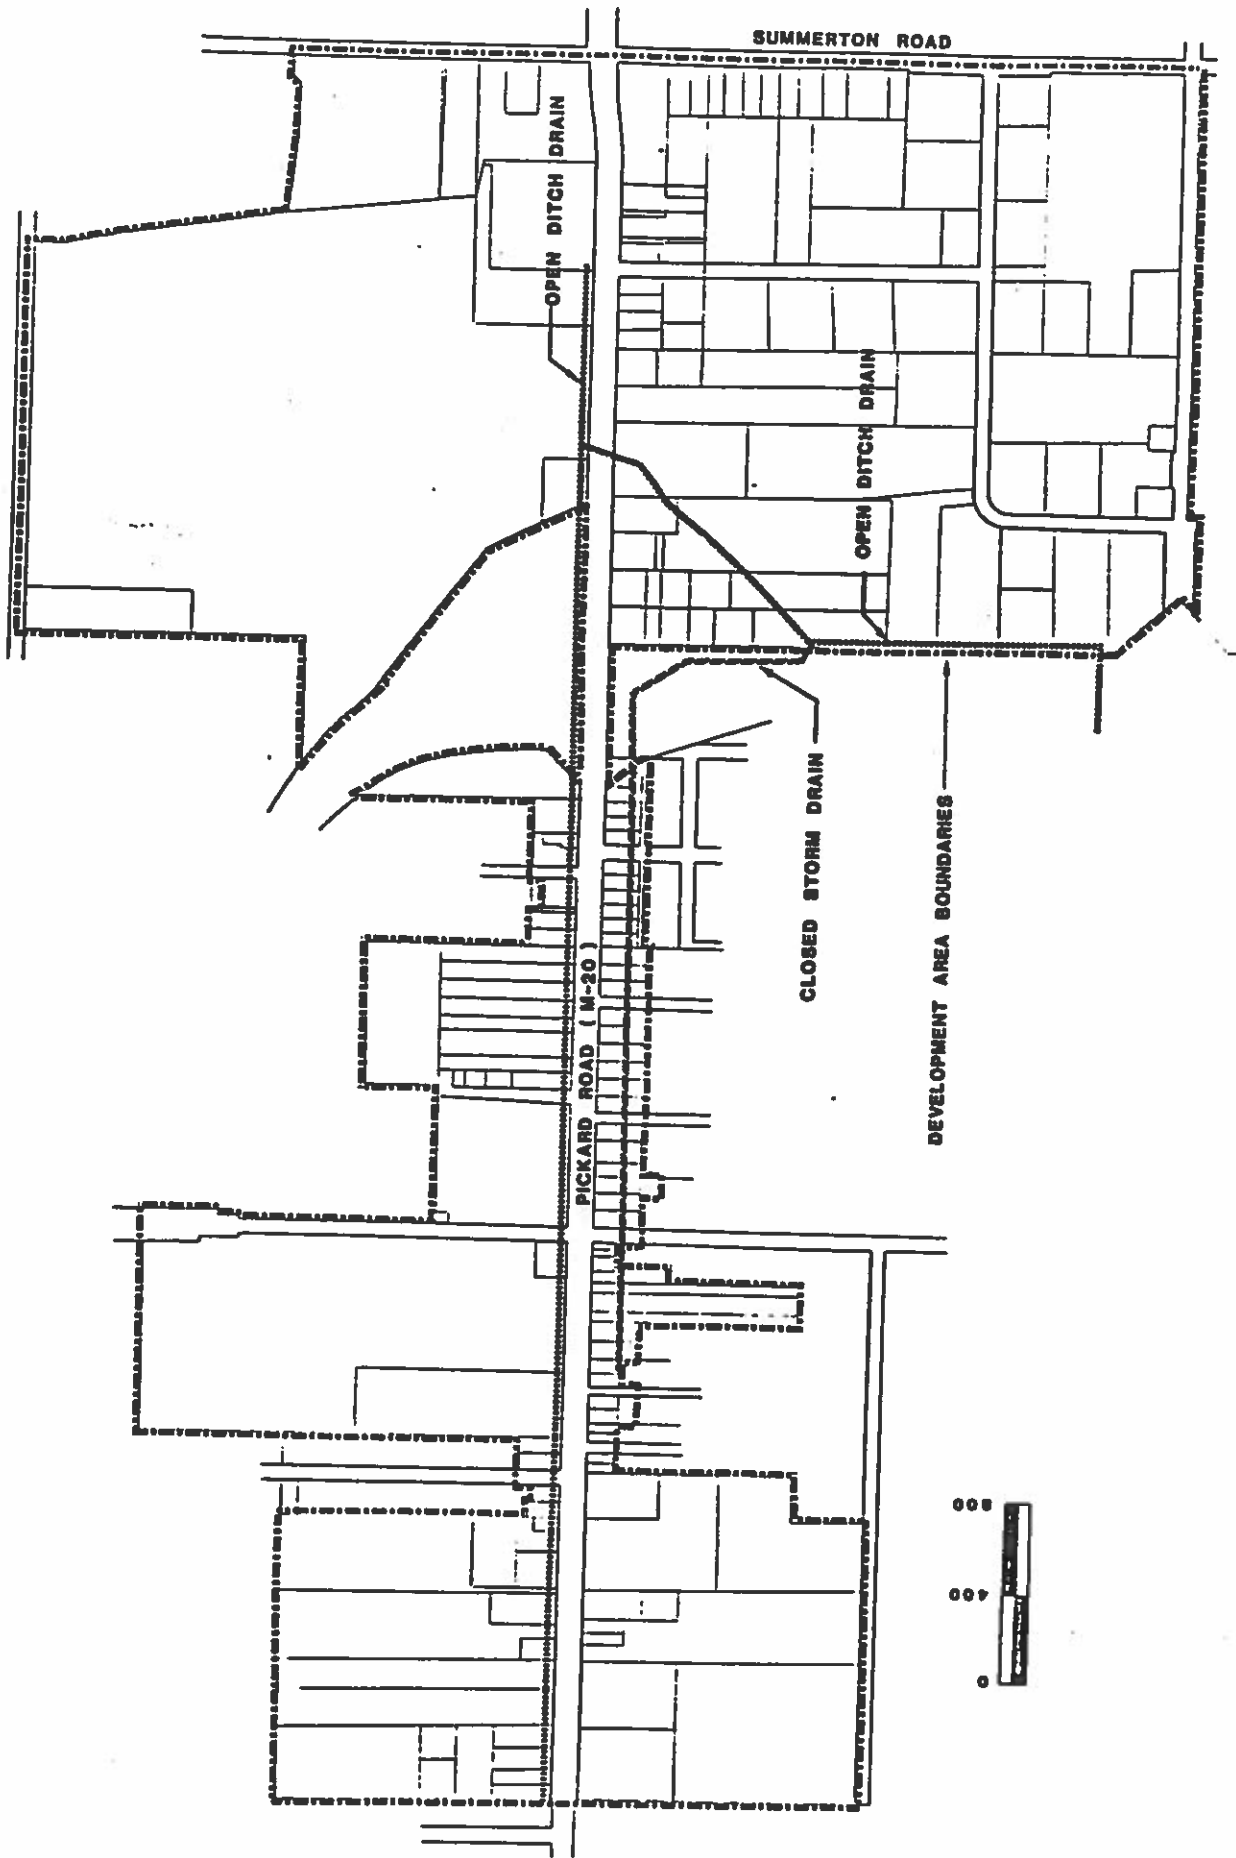 SUMMERTON ROAD
OPEN DITCH DRAIN
OPEN DITCH DRAIN
CLOSED STORM DRAIN
PICKARD ROAD ( M-20 )
DEVELOPMENT AREA BOUNDARIES
0 400 800